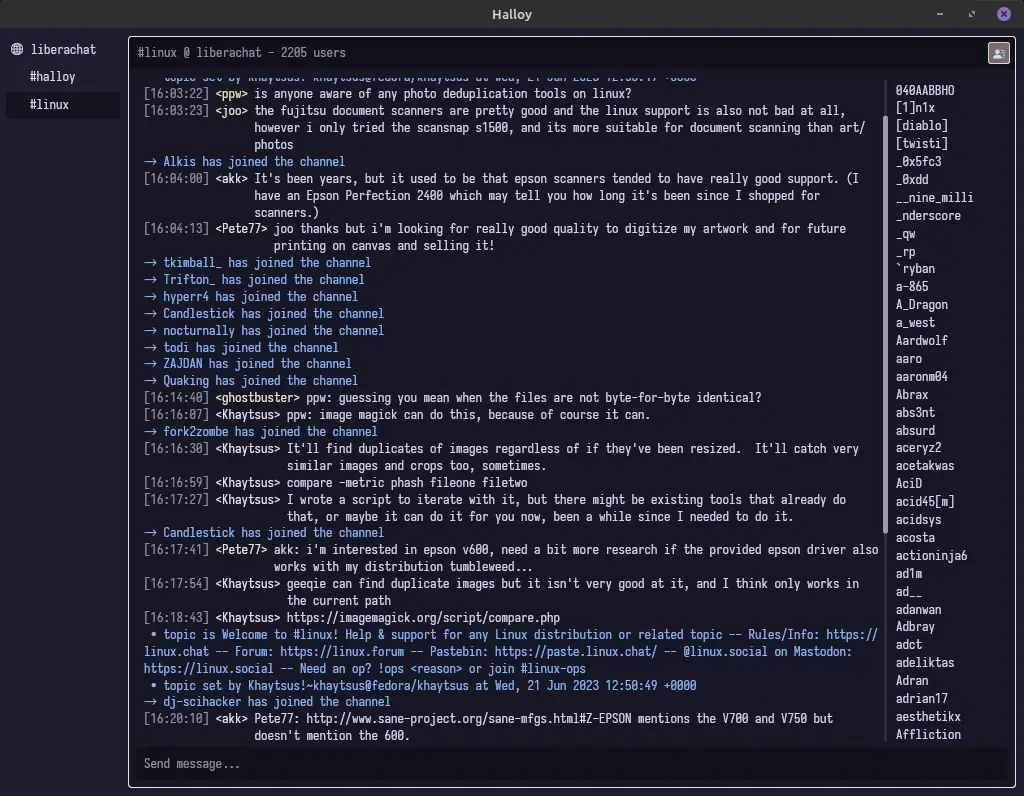 Halloy
liberachat
#halloy
#linux
#linux @ liberachat - 2205 users
topic set by Khaytsus!~khaytsus@fedora/khaytsus at Wed, 21 Jun 2023 12:50:49 +0000
[16:03:22] <ppw> is anyone aware of any photo deduplication tools on linux?
[16:03:23] <joo> the fujitsu document scanners are pretty good and the linux support is also not bad at all,
however i only tried the scansnap s1500, and its more suitable for document scanning than art/
photos
→ Alkis has joined the channel
[16:04:00] <akk> It's been years, but it used to be that epson scanners tended to have really good support. (I
have an Epson Perfection 2400 which may tell you how long it's been since I shopped for
scanners.)
[16:04:13] <Pete77> joo thanks but i'm looking for really good quality to digitize my artwork and for future
printing on canvas and selling it!
→ tkimball_ has joined the channel
→ Trifton_ has joined the channel
→ hyperr4 has joined the channel
→ Candlestick has joined the channel
→ nocturnally has joined the channel
→ todi has joined the channel
→ ZAJDAN has joined the channel
→ Quaking has joined the channel
[16:14:40] <ghostbuster> ppw: guessing you mean when the files are not byte-for-byte identical?
[16:16:07] <Khaytsus> ppw: image magick can do this, because of course it can.
→ fork2zombe has joined the channel
[16:16:30] <Khaytsus> It'll find duplicates of images regardless of if they've been resized.  It'll catch very
similar images and crops too, sometimes.
[16:16:59] <Khaytsus> compare -metric phash fileone filetwo
[16:17:27] <Khaytsus> I wrote a script to iterate with it, but there might be existing tools that already do
that, or maybe it can do it for you now, been a while since I needed to do it.
→ Candlestick has joined the channel
[16:17:41] <Pete77> akk: i'm interested in epson v600, need a bit more research if the provided epson driver also
works with my distribution tumbleweed...
[16:17:54] <Khaytsus> geeqie can find duplicate images but it isn't very good at it, and I think only works in
the current path
[16:18:43] <Khaytsus> https://imagemagick.org/script/compare.php
• topic is Welcome to #linux! Help & support for any Linux distribution or related topic -- Rules/Info: https://
linux.chat -- Forum: https://linux.forum -- Pastebin: https://paste.linux.chat/ -- @linux.social on Mastodon:
https://linux.social -- Need an op? !ops <reason> or join #linux-ops
• topic set by Khaytsus!~khaytsus@fedora/khaytsus at Wed, 21 Jun 2023 12:50:49 +0000
→ dj-scihacker has joined the channel
[16:20:10] <akk> Pete77: http://www.sane-project.org/sane-mfgs.html#Z-EPSON mentions the V700 and V750 but
doesn't mention the 600.
Send message...
040AABBHO
[1]n1x
[diablo]
[twisti]
_0x5fc3
_0xdd
__nine_milli
_nderscore
_qw
_rp
`ryban
a-865
A_Dragon
a_west
Aardwolf
aaro
aaronm04
Abrax
abs3nt
absurd
aceryz2
acetakwas
AciD
acid45[m]
acidsys
acosta
actioninja6
ad1m
ad__
adanwan
Adbray
adct
adeliktas
Adran
adrian17
aesthetikx
Affliction